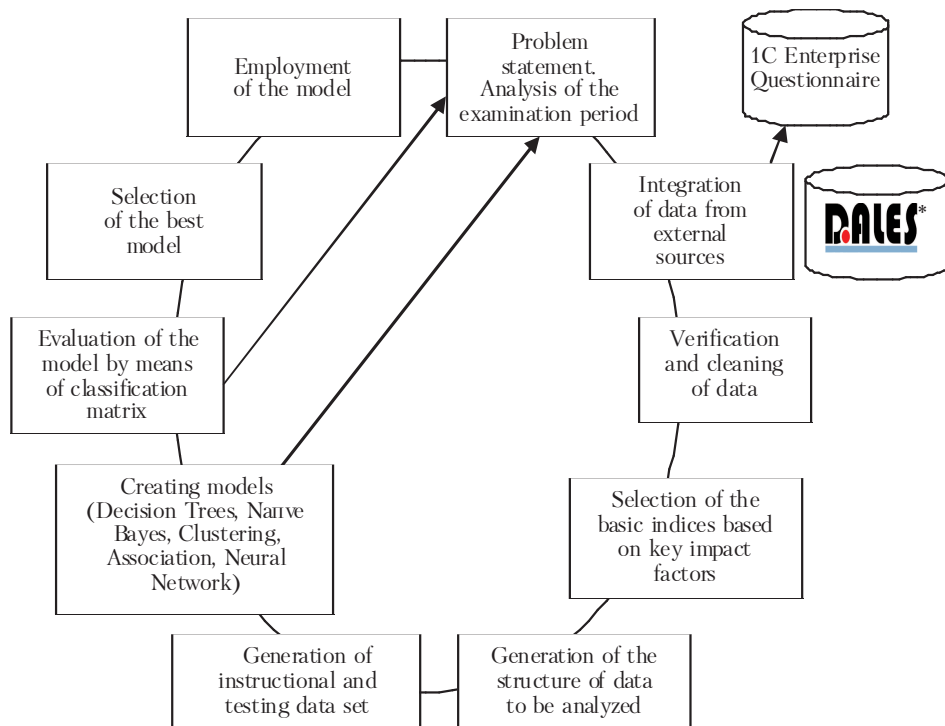 Problem
statement.
Analysis of the
examination period
1C Enterprise
Questionnaire
Integration
of data from
external
sources
D.ALES*
Verification
and cleaning
of data
Selection of the
basic indices based
on key impact
factors
Generation of the
structure of data
to be analyzed
Generation of
instructional and
testing data set
Creating models
(Decision Trees, Naпve
Bayes, Clustering,
Association, Neural
Network)
Evaluation of the
model by means
of classification
matrix
Selection
of the best
model
Employment
of the model